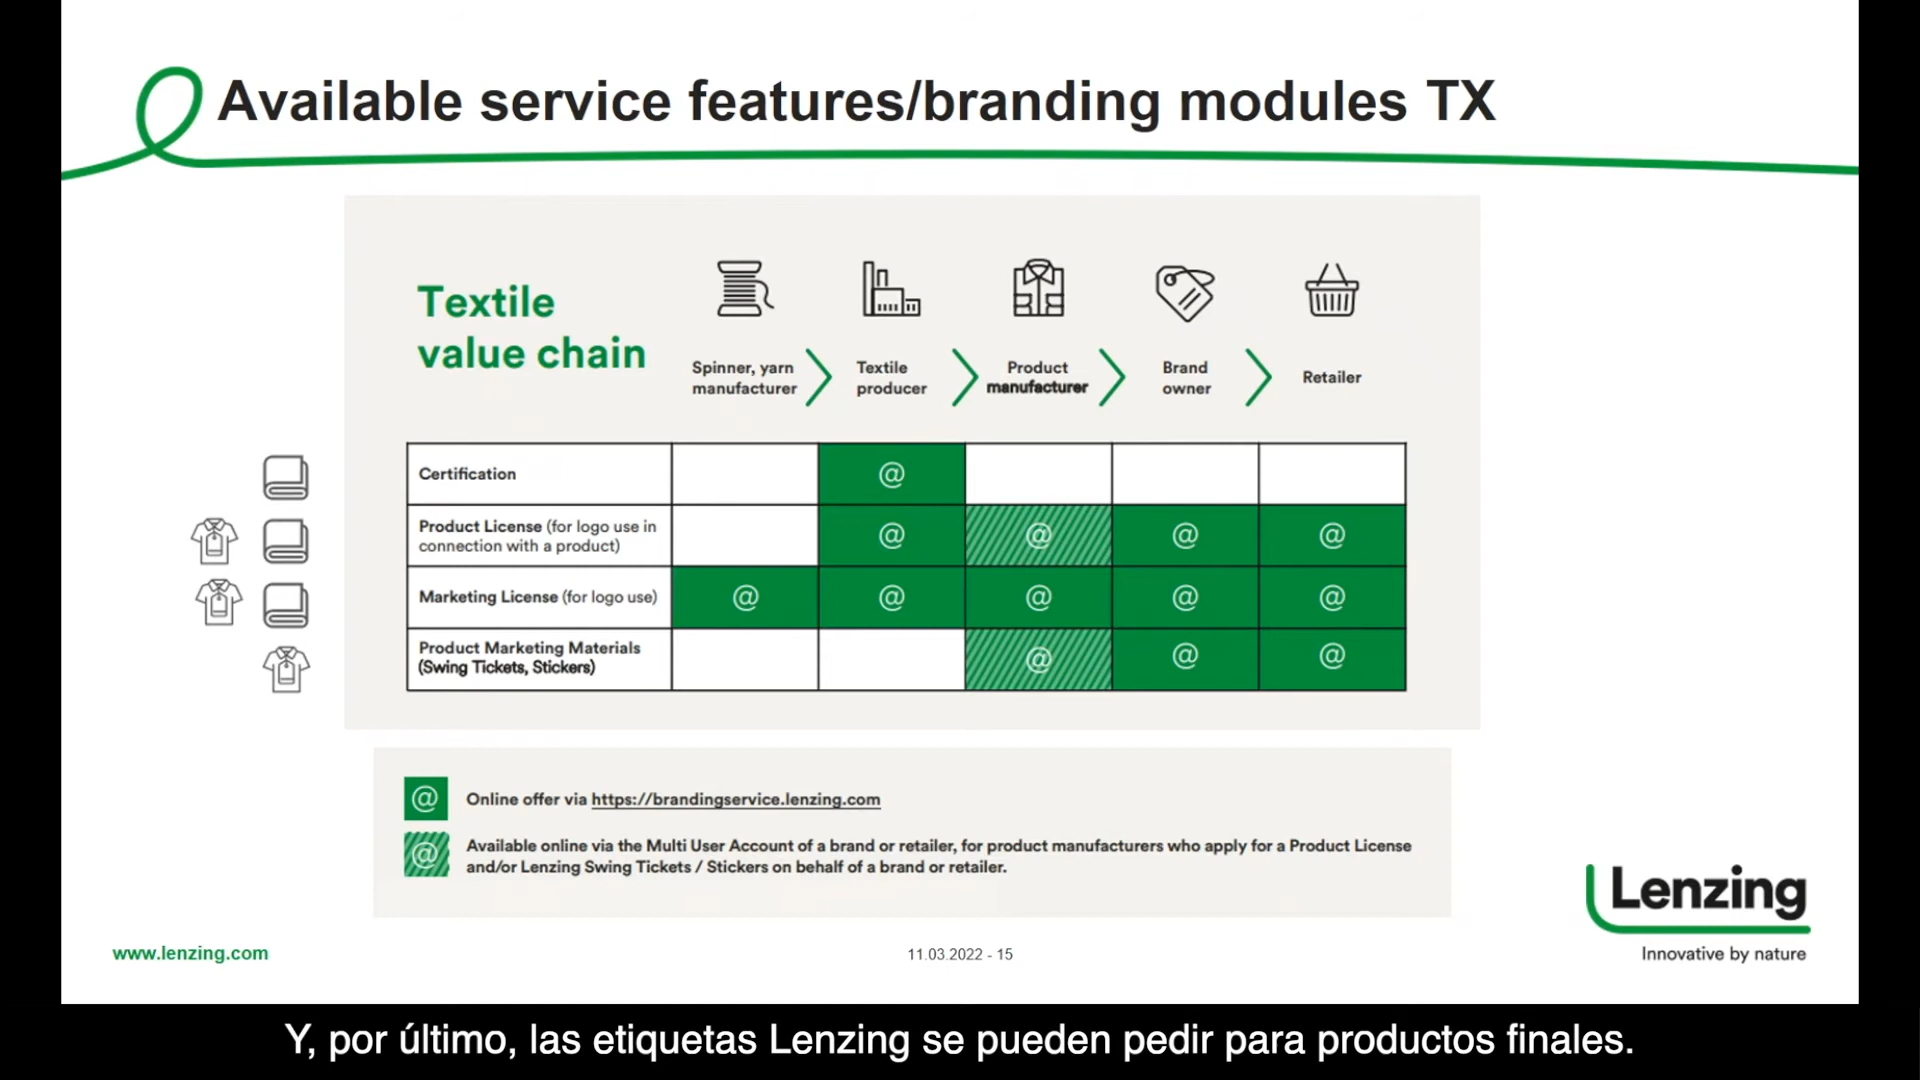 Available service features/branding modules TX
Textile
value chain
Spinner, yarn
manufacturer
Textile
producer
Product
manufacturer
Brand
owner
Retailer
Certification
@
Product License (for logo use in
connection with a product)
@ @ @ @
Marketing License (for logo use)
@ @ @ @ @
Product Marketing Materials
(Swing Tickets, Stickers)
@ @ @
@ Online offer via https://brandingservice.lenzing.com
@ Available online via the Multi User Account of a brand or retailer, for product manufacturers who apply for a Product License
and/or Lenzing Swing Tickets / Stickers on behalf of a brand or retailer.
Lenzing
Innovative by nature
www.lenzing.com
11.03.2022 - 15
Y, por último, las etiquetas Lenzing se pueden pedir para productos finales.